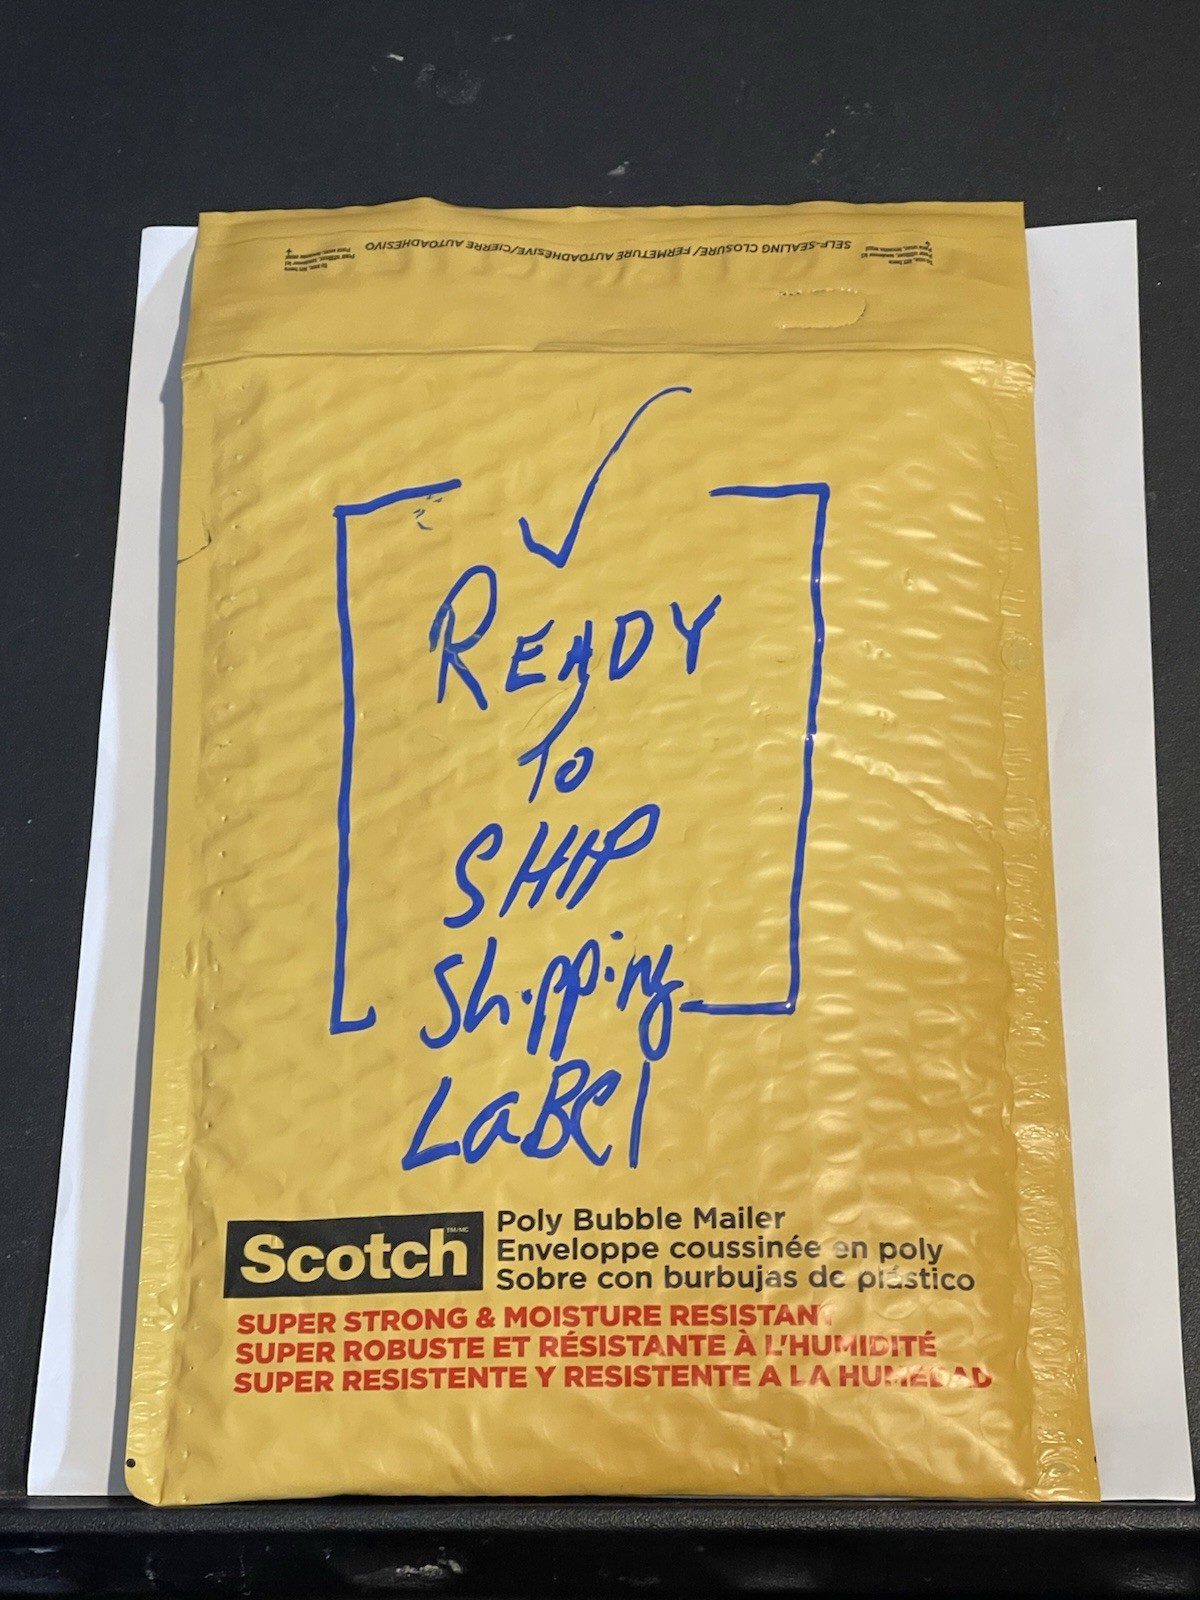 SELF-SEALING CLOSURE/FERMETURE AUTOADHESIVE/CIERRE AUTOADHESIVO
READY
To
SHIP
Shipping
LaBel
Scotch TM/MC
Poly Bubble Mailer
Enveloppe coussinée en poly
Sobre con burbujas de plástico
SUPER STRONG & MOISTURE RESISTANT
SUPER ROBUSTE ET RÉSISTANTE À L'HUMIDITÉ
SUPER RESISTENTE Y RESISTENTE A LA HUMEDAD